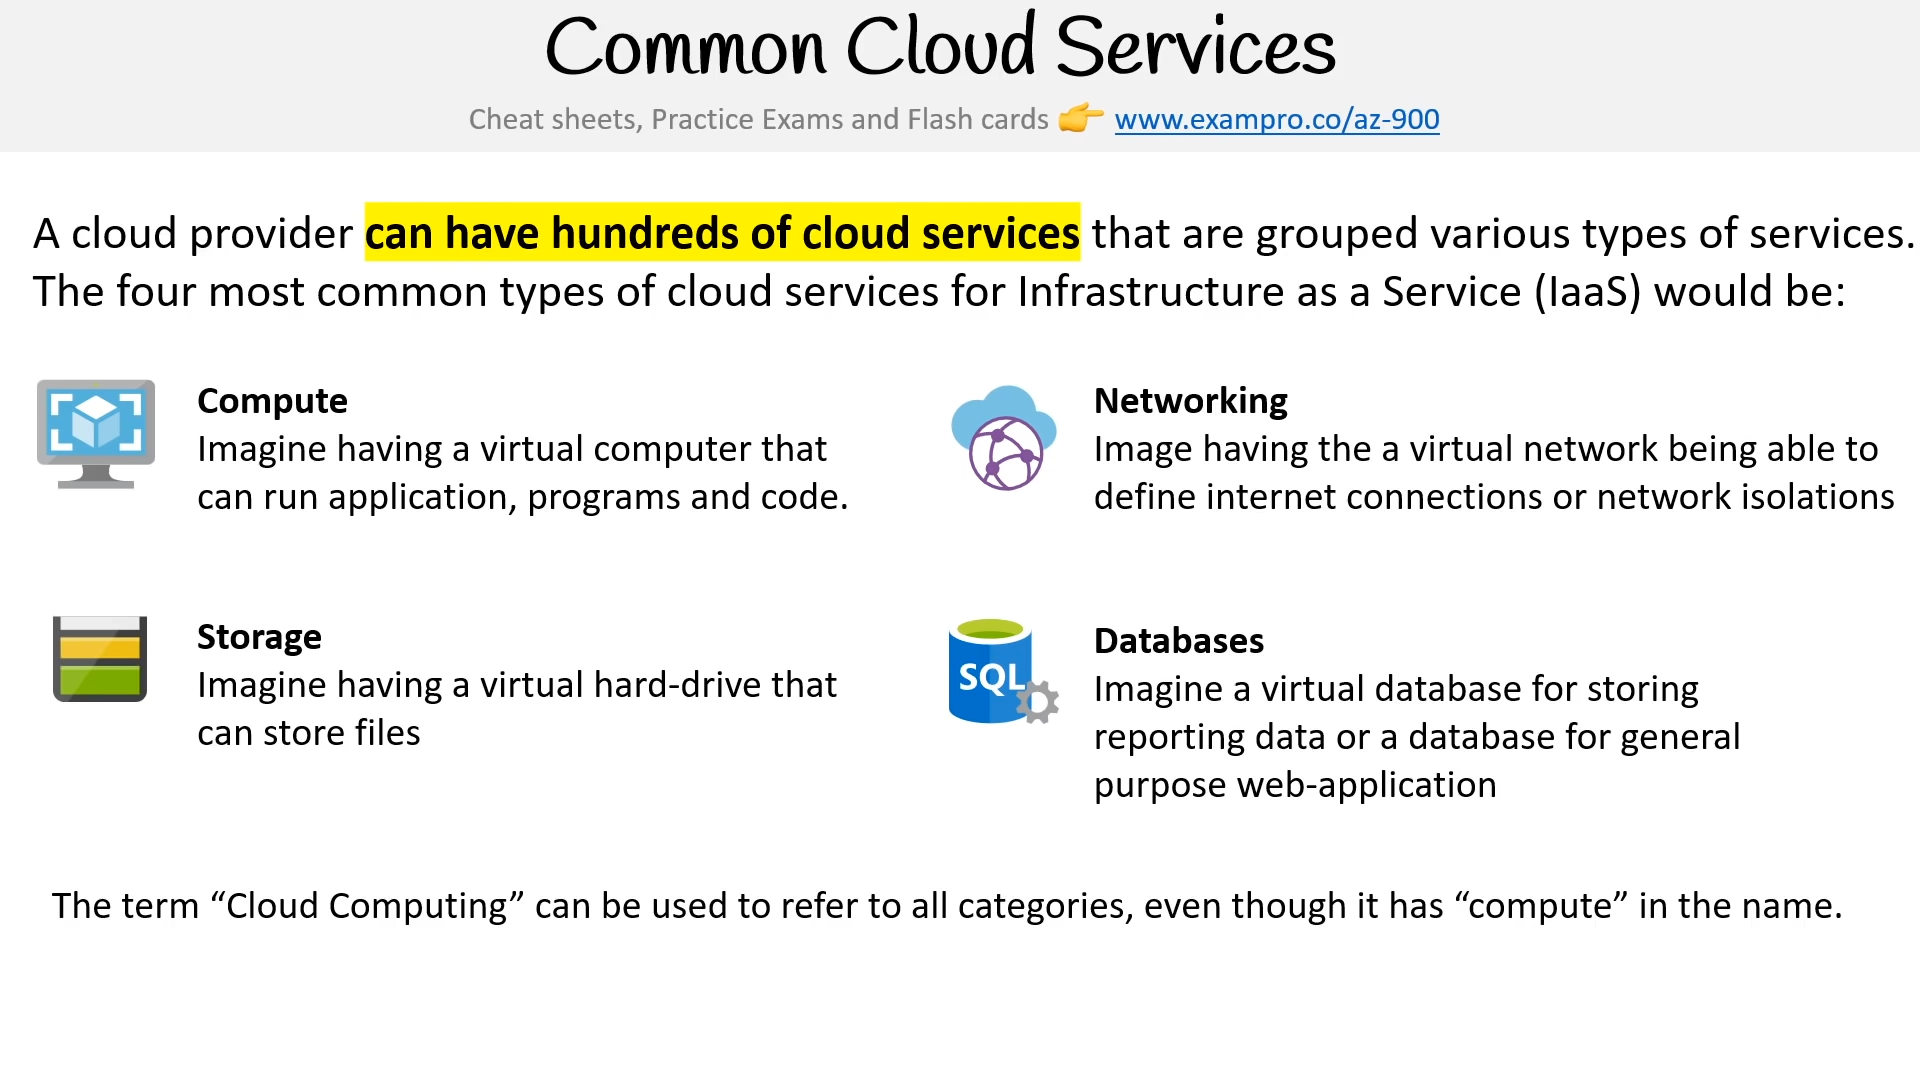 Common Cloud Services
Cheat sheets, Practice Exams and Flash cards 👉 www.exampro.co/az-900
A cloud provider can have hundreds of cloud services that are grouped various types of services.
The four most common types of cloud services for Infrastructure as a Service (IaaS) would be:
Compute
Imagine having a virtual computer that
can run application, programs and code.
Networking
Image having the a virtual network being able to
define internet connections or network isolations
Storage
Imagine having a virtual hard-drive that
can store files
SQL
Databases
Imagine a virtual database for storing
reporting data or a database for general
purpose web-application
The term “Cloud Computing” can be used to refer to all categories, even though it has “compute” in the name.